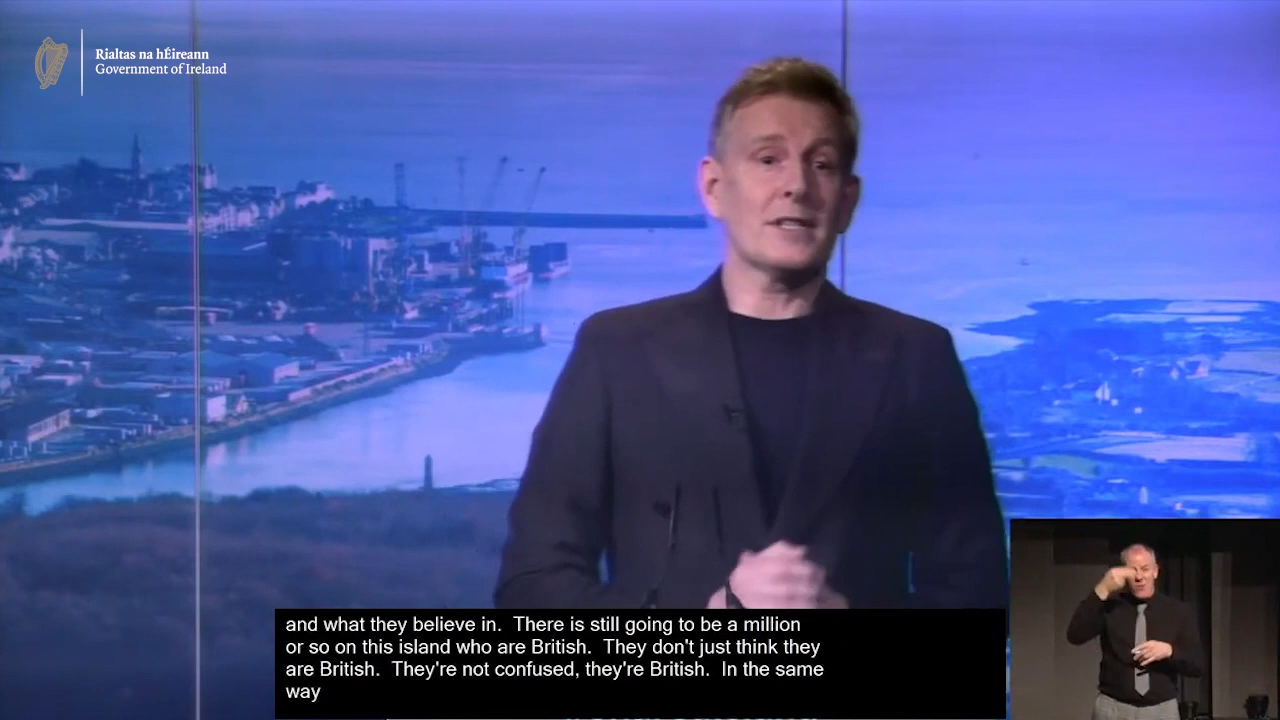 Rialtas na hÉireann
Government of Ireland
and what they believe in.  There is still going to be a million
or so on this island who are British.  They don't just think they
are British.  They're not confused, they're British.  In the same
way